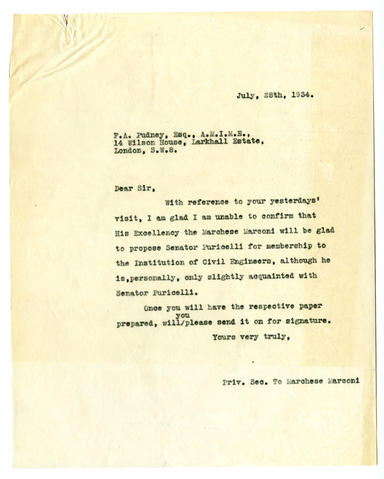 July, 28th, 1934.
F.A. Pudney, Esq., A.M.I.M.E.,
14 Wilson House, Larkhall Estate,
London, S.W.8.
Dear Sir,
With reference to your yesterdays'
visit, I am glad I am unable to confirm that
His Excellency the Marchese Marconi will be glad
to propose Senator Puricelli for membership to
the Institution of Civil Engineers, although he
is,personally, only slightly acquainted with
Senator Puricelli.
Once you will have the respective paper
you
prepared, will/please send it on for signature.
Yours very truly,
Priv. Sec. To Marchese Marconi